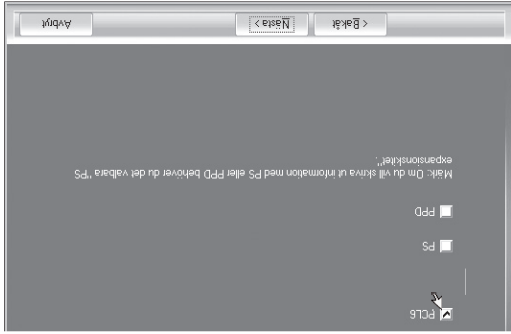 PCL6
PS
PPD
Märk: Om du vill skriva ut information med PS eller PPD behöver du det valbara "PS
expansionskitet".
< Bakåt
Nästa >
Avbryt